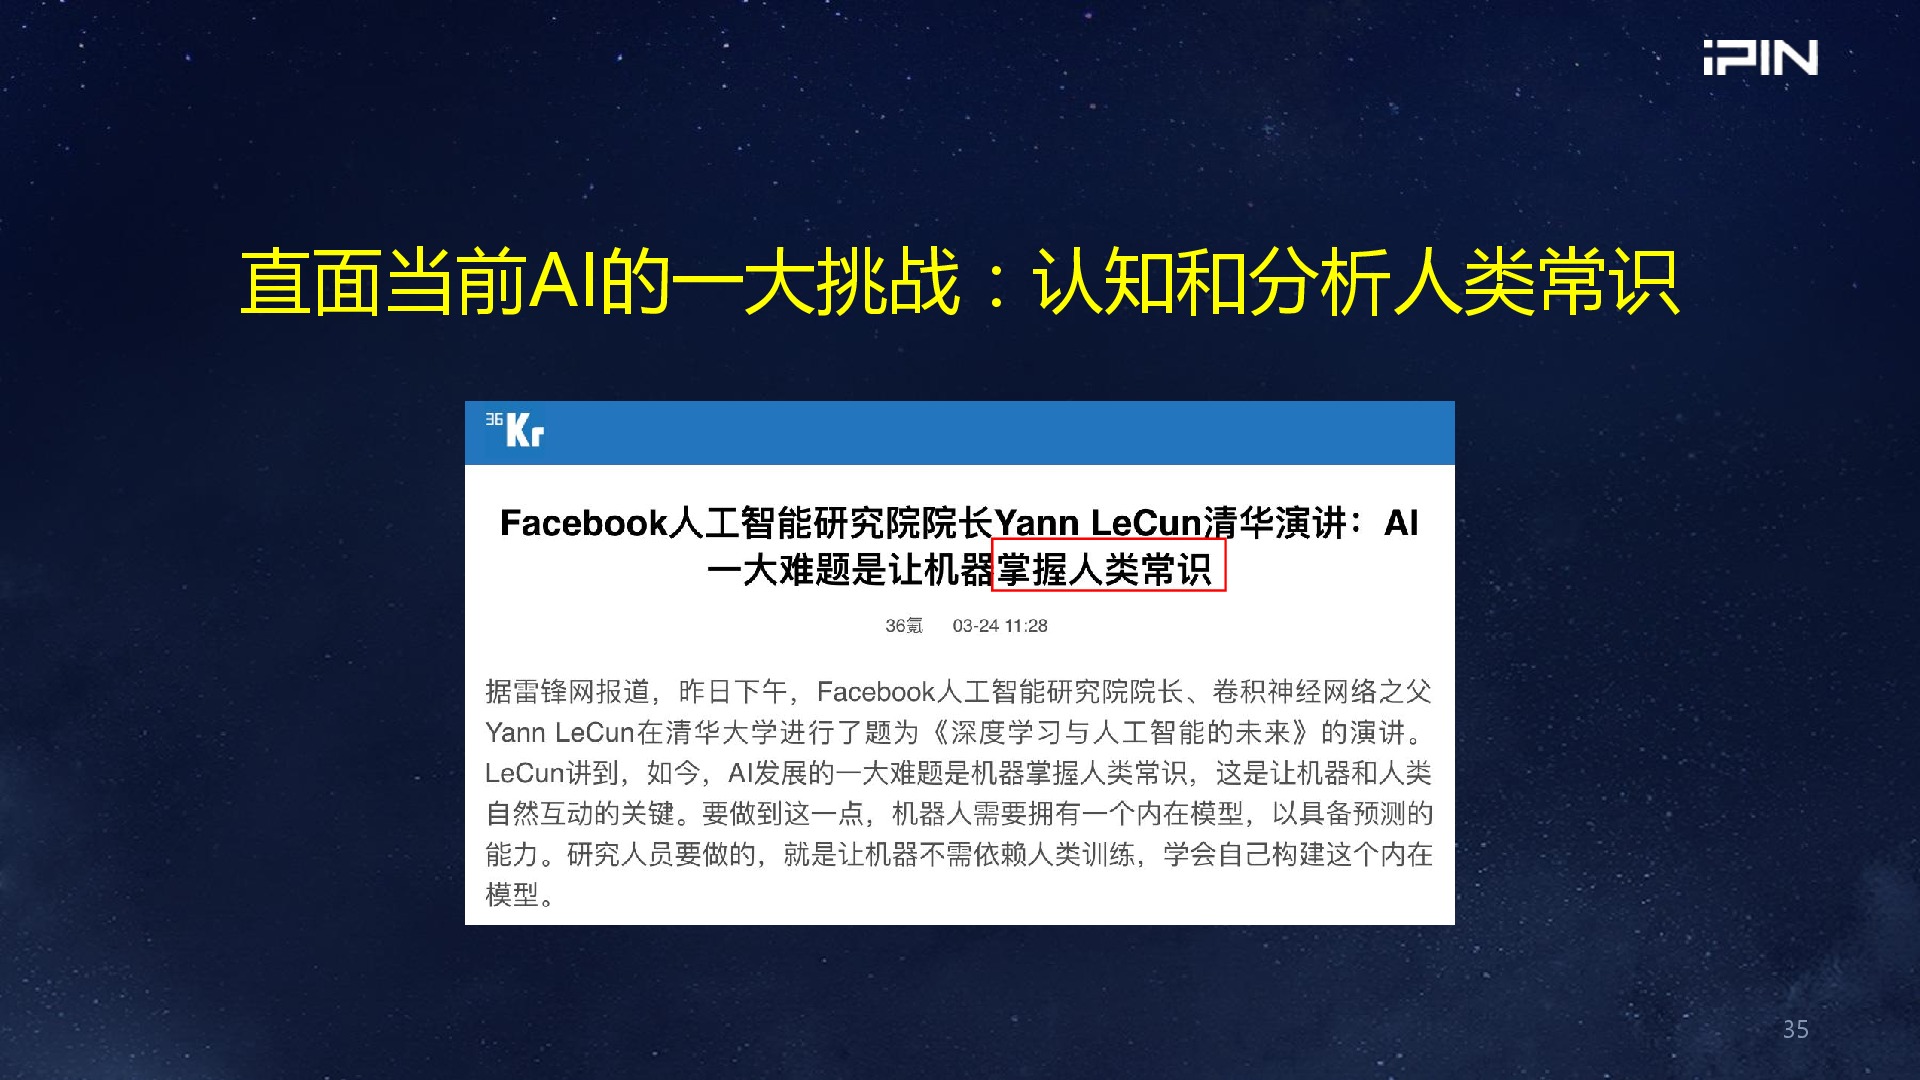 iPIN
直面当前AI的一大挑战：认知和分析人类常识
36Kr
Facebook人工智能研究院院长Yann LeCun清华演讲：AI
一大难题是让机器掌握人类常识
36氪 03-24 11:28
据雷锋网报道，昨日下午，Facebook人工智能研究院院长、卷积神经网络之父
Yann LeCun在清华大学进行了题为《深度学习与人工智能的未来》的演讲。
LeCun讲到，如今，AI发展的一大难题是机器掌握人类常识，这是让机器和人类
自然互动的关键。要做到这一点，机器人需要拥有一个内在模型，以具备预测的
能力。研究人员要做的，就是让机器不需依赖人类训练，学会自己构建这个内在
模型。
35